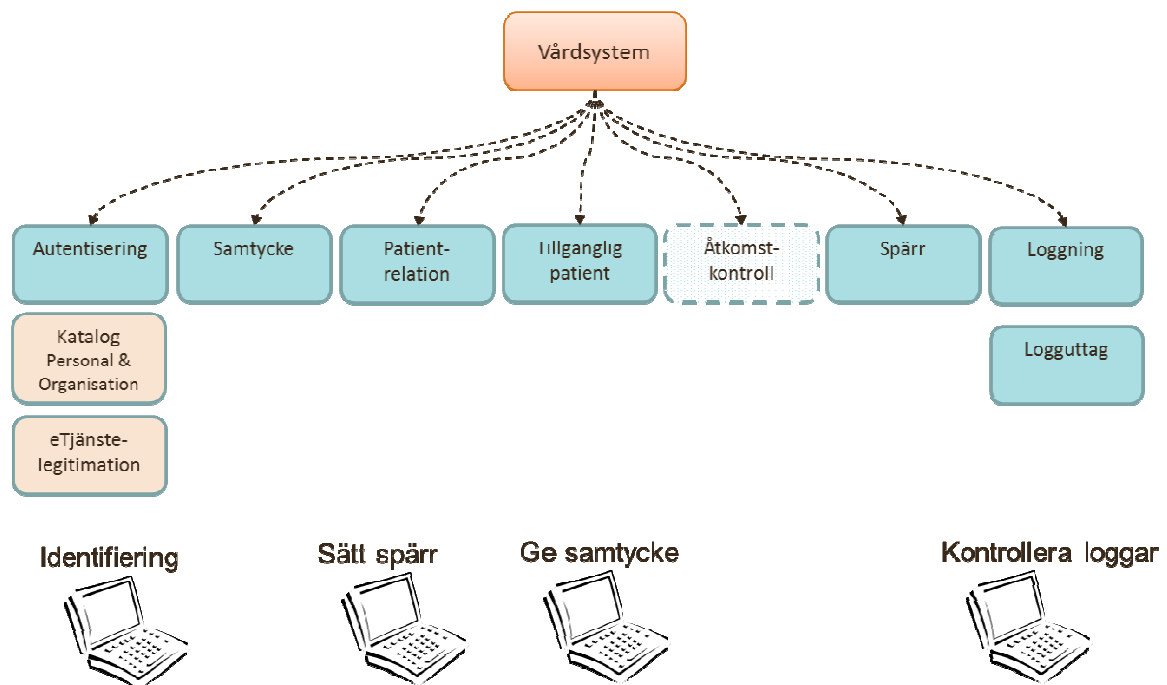 Vårdsystem
Autentisering
Samtycke
Patient-
relation
Tillganglig
patient
Åtkomst-
kontroll
Spärr
Loggning
Katalog
Personal &
Organisation
Logguttag
eTjänste-
legitimation
Identifiering
Sätt spärr
Ge samtycke
Kontrollera loggar